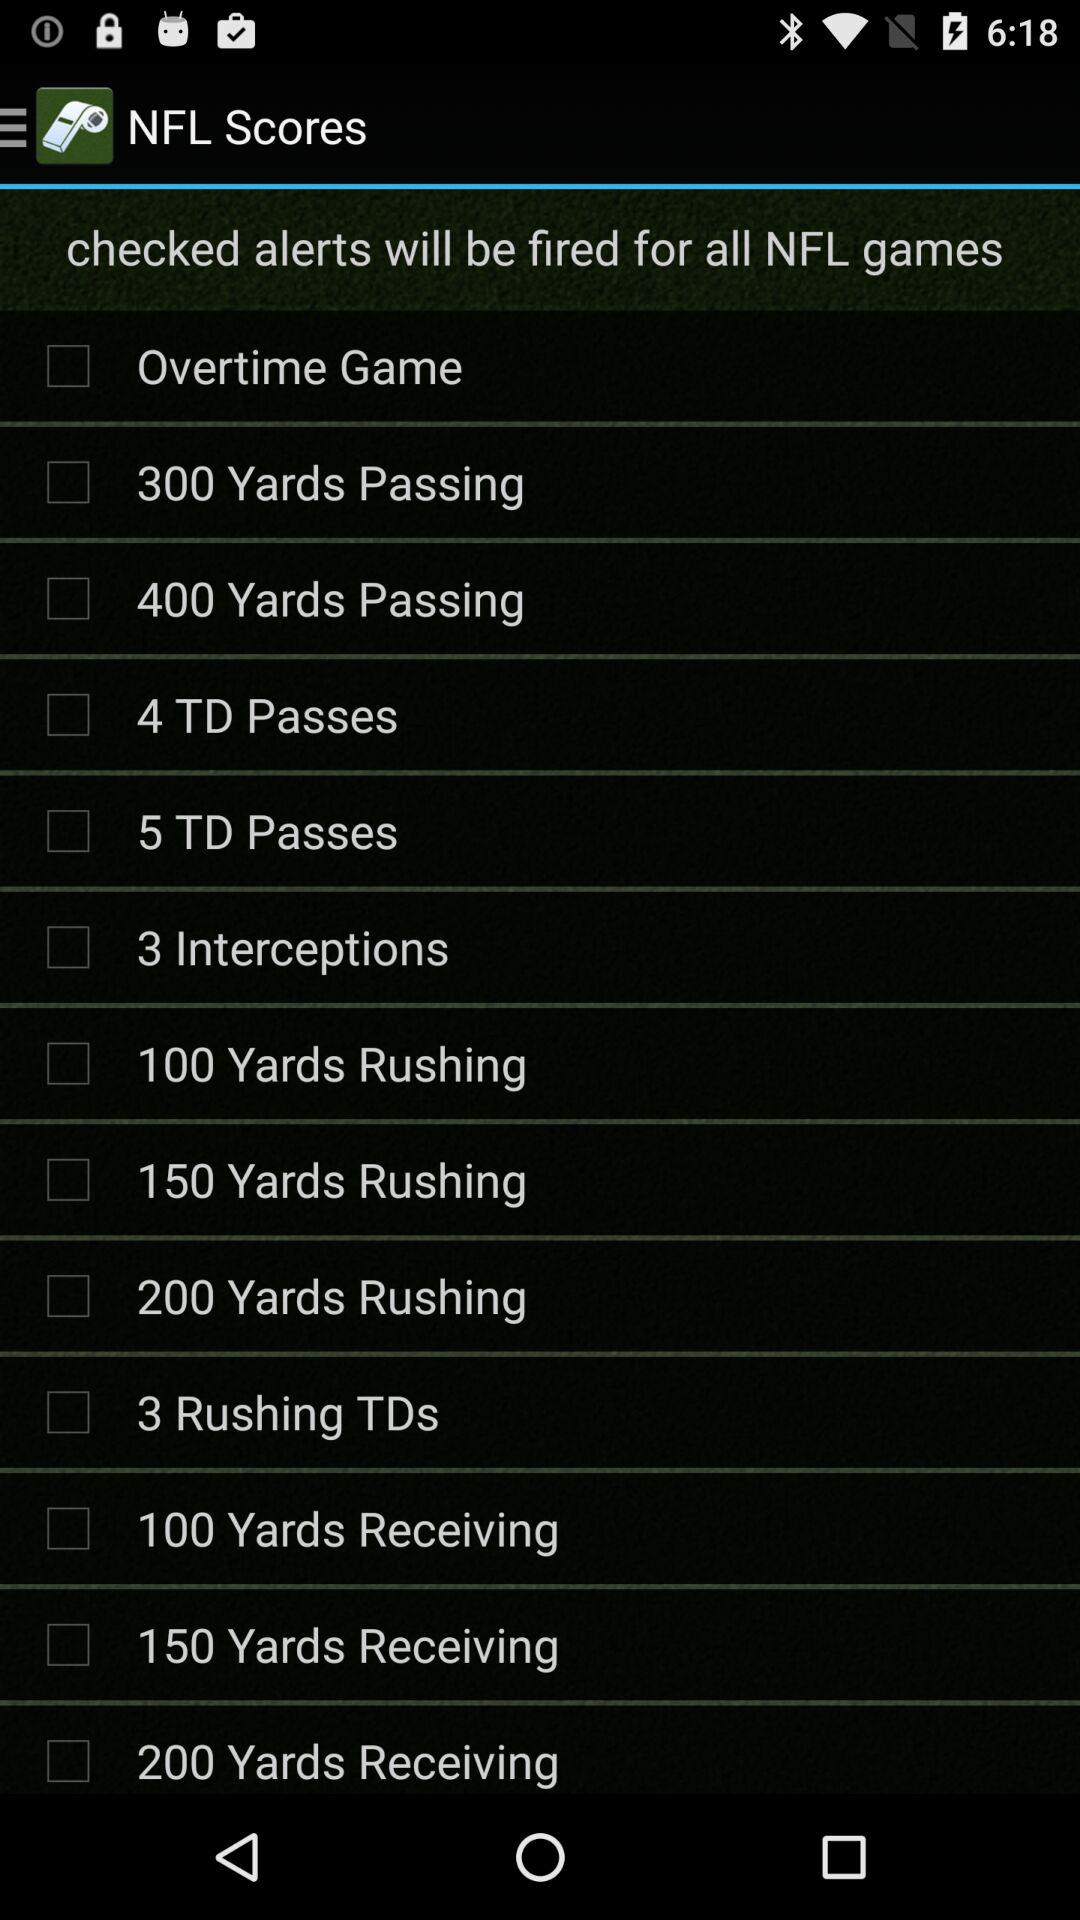 6:18
NFL Scores
checked alerts will be fired for all NFL games
Overtime Game
300 Yards Passing
400 Yards Passing
4 TD Passes
5 TD Passes
3 Interceptions
100 Yards Rushing
150 Yards Rushing
200 Yards Rushing
3 Rushing TDs
100 Yards Receiving
150 Yards Receiving
200 Yards Receiving